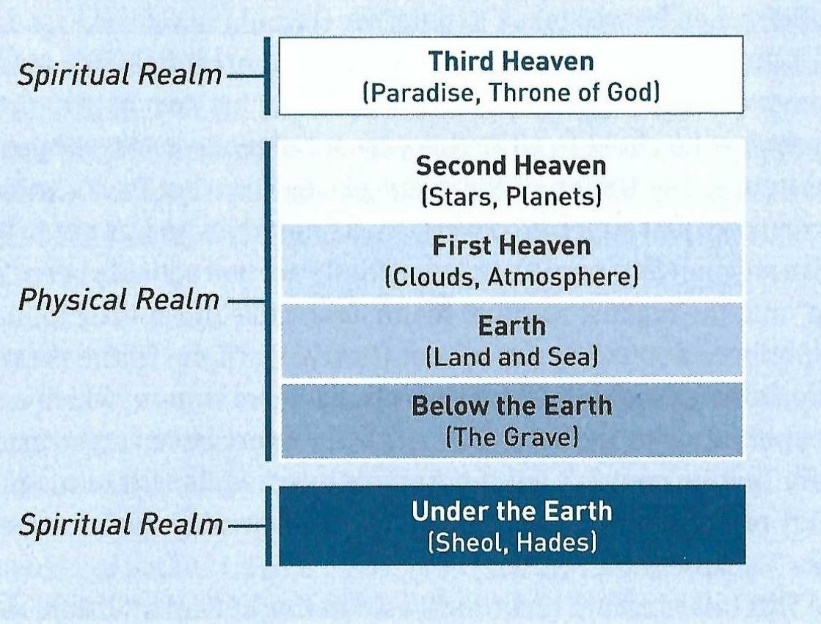 Spiritual Realm
Third Heaven
(Paradise, Throne of God)
Second Heaven
(Stars, Planets)
First Heaven
(Clouds, Atmosphere)
Physical Realm
Earth
(Land and Sea)
Below the Earth
(The Grave)
Spiritual Realm
Under the Earth
(Sheol, Hades)